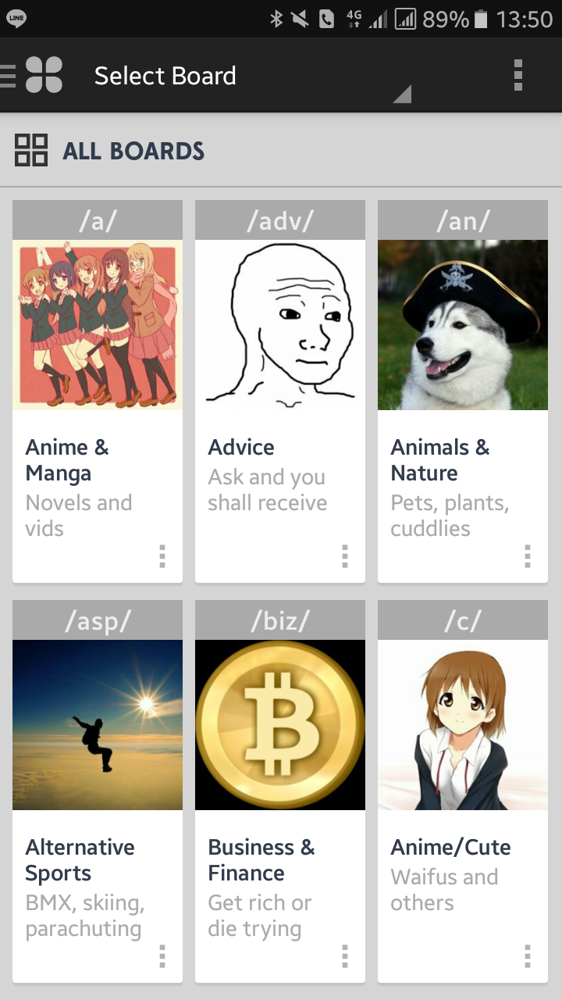 LINE 4G 89% 13:50
Select Board
ALL BOARDS
/a/ /adv/ /an/
A
Anime &
Manga
Novels and
vids
Advice
Ask and you
shall receive
Animals &
Nature
Pets, plants,
cuddlies
/asp/ /biz/ /c/
B
Alternative
Sports
BMX, skiing,
parachuting
Business &
Finance
Get rich or
die trying
Anime/Cute
Waifus and
others